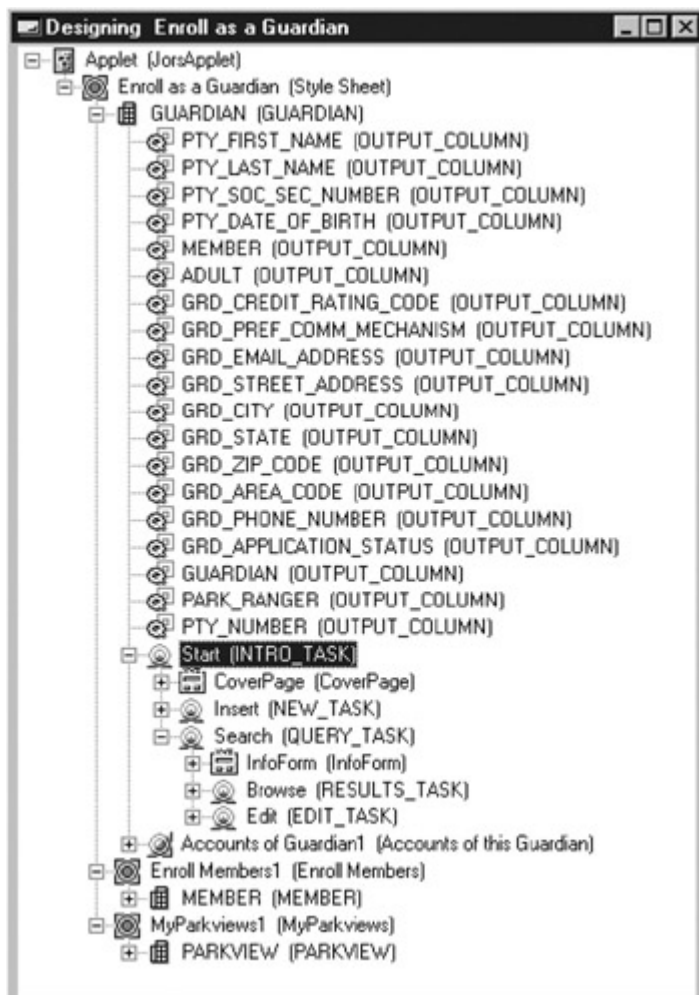 Designing Enroll as a Guardian
Applet (JorsApplet)
Enroll as a Guardian (Style Sheet)
GUARDIAN (GUARDIAN)
PTY_FIRST_NAME (OUTPUT_COLUMN)
PTY_LAST_NAME (OUTPUT_COLUMN)
PTY_SOC_SEC_NUMBER (OUTPUT_COLUMN)
PTY_DATE_OF_BIRTH (OUTPUT_COLUMN)
MEMBER (OUTPUT_COLUMN)
ADULT (OUTPUT_COLUMN)
GRD_CREDIT_RATING_CODE (OUTPUT_COLUMN)
GRD_PREF_COMM_MECHANISM (OUTPUT_COLUMN)
GRD_EMAIL_ADDRESS (OUTPUT_COLUMN)
GRD_STREET_ADDRESS (OUTPUT_COLUMN)
GRD_CITY (OUTPUT_COLUMN)
GRD_STATE (OUTPUT_COLUMN)
GRD_ZIP_CODE (OUTPUT_COLUMN)
GRD_AREA_CODE (OUTPUT_COLUMN)
GRD_PHONE_NUMBER (OUTPUT_COLUMN)
GRD_APPLICATION_STATUS (OUTPUT_COLUMN)
GUARDIAN (OUTPUT_COLUMN)
PARK_RANGER (OUTPUT_COLUMN)
PTY_NUMBER (OUTPUT_COLUMN)
Start (INTRO_TASK)
CoverPage (CoverPage)
Insert (NEW_TASK)
Search (QUERY_TASK)
InfoForm (InfoForm)
Browse (RESULTS_TASK)
Edit (EDIT_TASK)
Accounts of Guardian1 (Accounts of this Guardian)
Enroll Members1 (Enroll Members)
MEMBER (MEMBER)
MyParkviews1 (MyParkviews)
PARKVIEW (PARKVIEW)